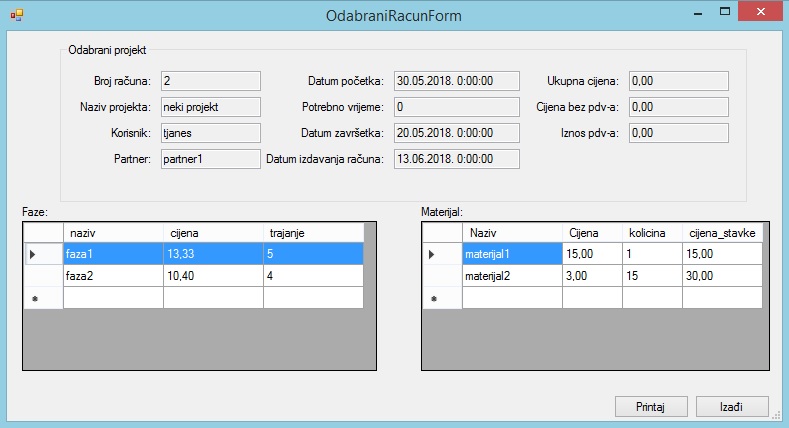 OdabraniRacunForm
Odabrani projekt
Broj računa: 2 Datum početka: 30.05.2018. 0:00:00 Ukupna cijena: 0,00
Naziv projekta: neki projekt Potrebno vrijeme: 0 Cijena bez pdv-a: 0,00
Korisnik: tjanes Datum završetka: 20.05.2018. 0:00:00 Iznos pdv-a: 0,00
Partner: partner1 Datum izdavanja računa: 13.06.2018. 0:00:00
Faze: Materijal:
naziv cijena trajanje Naziv Cijena kolicina cijena_stavke
faza1 13,33 5 materijal1 15,00 1 15,00
faza2 10,40 4 materijal2 3,00 15 30,00
Printaj Izađi